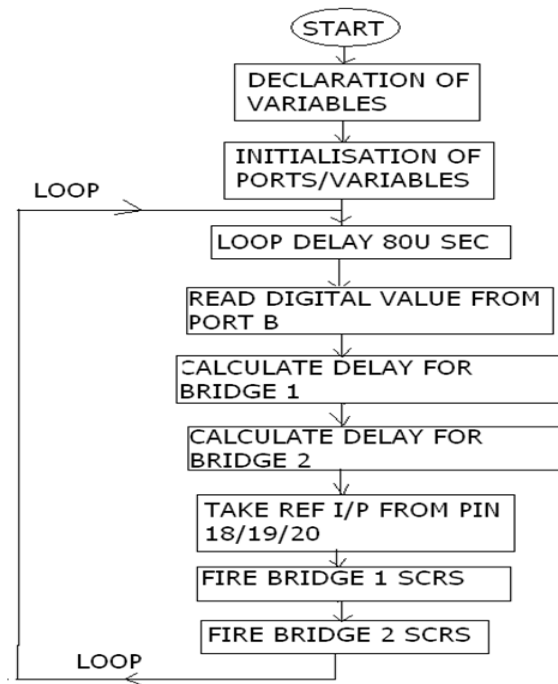 START
DECLARATION OF
VARIABLES
INITIALISATION OF
PORTS/VARIABLES
LOOP
LOOP DELAY 80U SEC
READ DIGITAL VALUE FROM
PORT B
CALCULATE DELAY FOR
BRIDGE 1
CALCULATE DELAY FOR
BRIDGE 2
TAKE REF I/P FROM PIN
18/19/20
FIRE BRIDGE 1 SCRS
FIRE BRIDGE 2 SCRS
LOOP